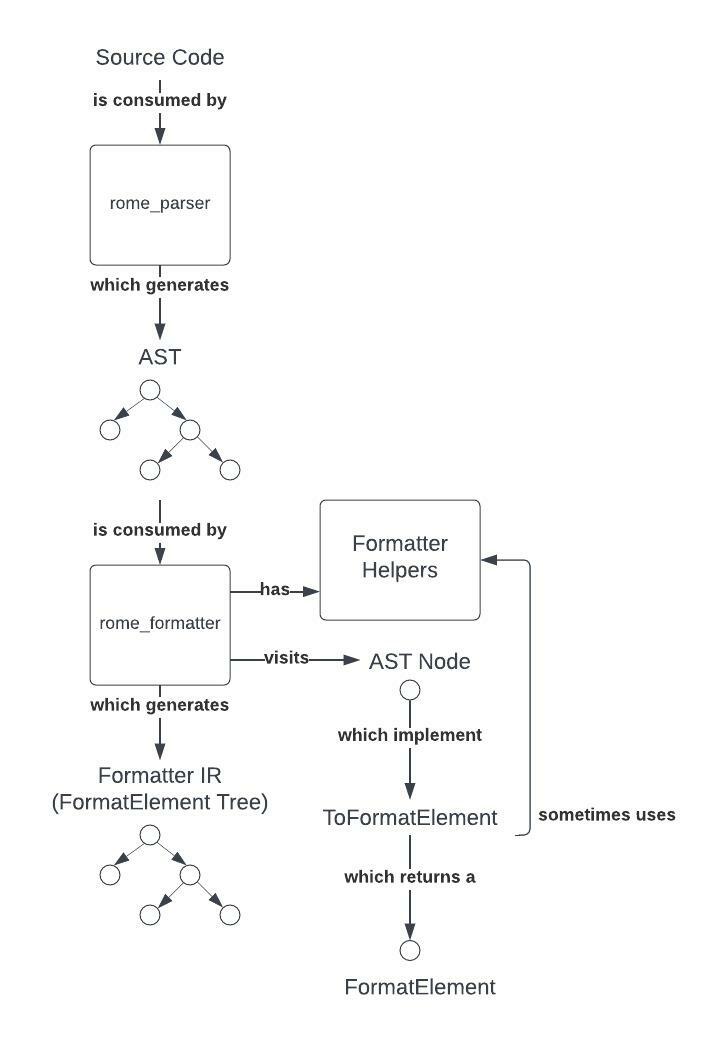 Source Code
is consumed by
rome_parser
which generates
AST
is consumed by
Formatter
Helpers
has
rome_formatter
visits
AST Node
which generates
which implement
Formatter IR
(FormatElement Tree)
ToFormatElement
sometimes uses
which returns a
FormatElement